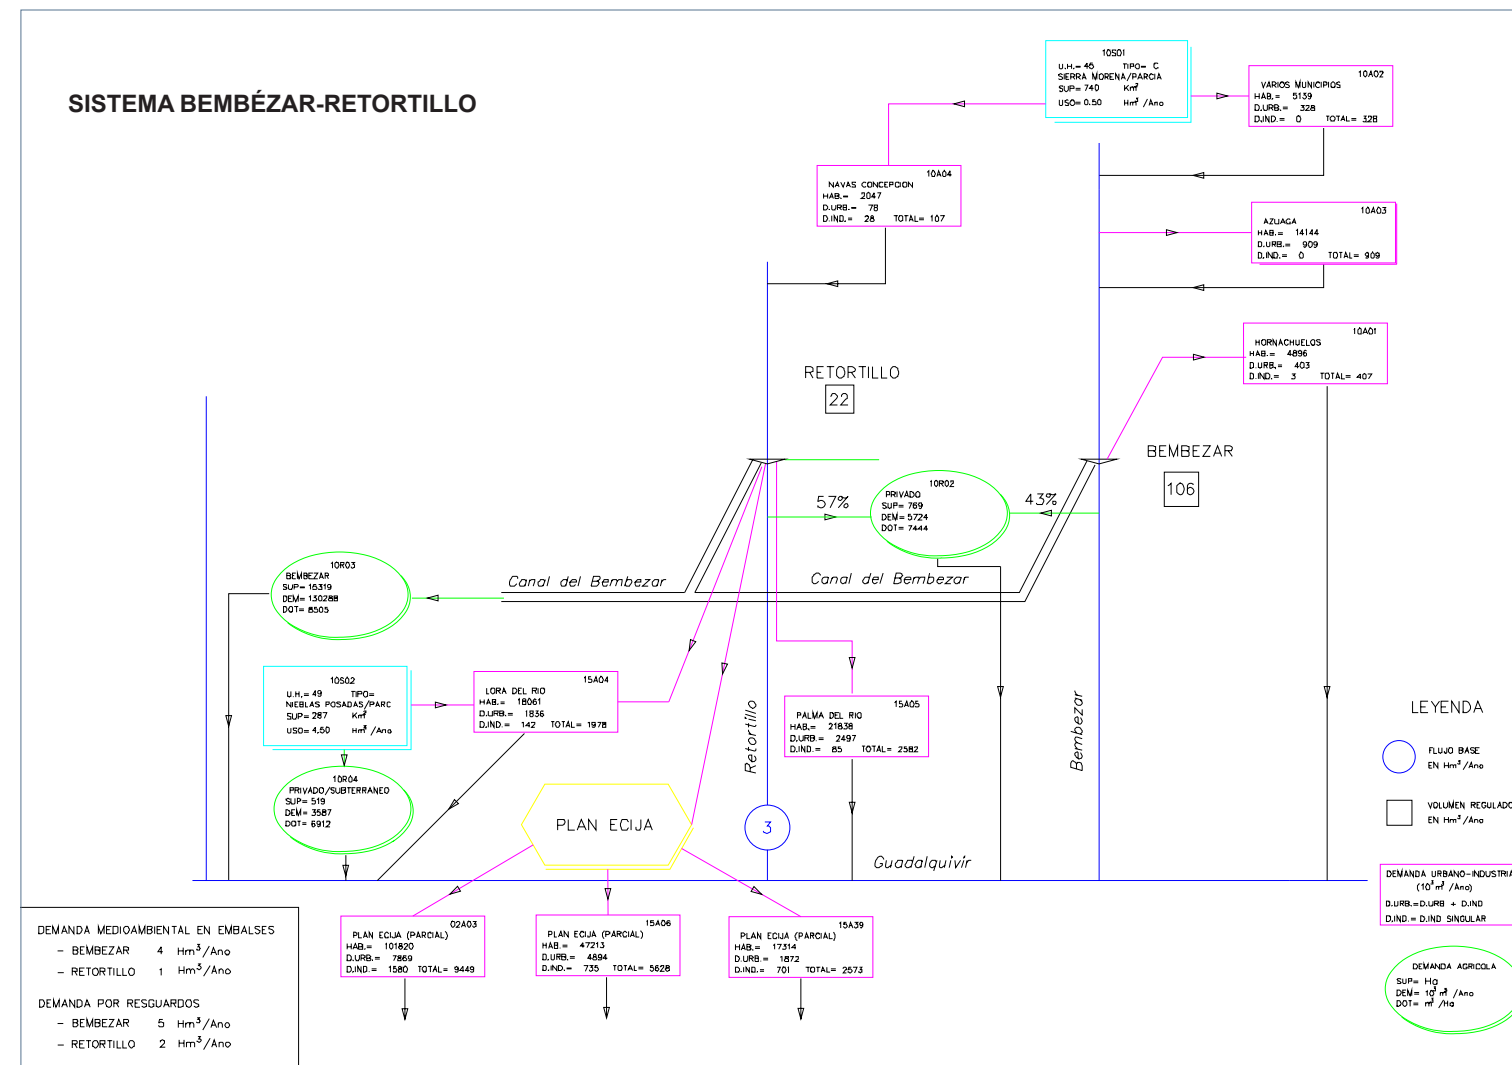 SISTEMA BEMBÉZAR-RETORTILLO
10S01
U.H.= 46 TIPO= C
SIERRA MORENA/PARCIA
SUP= 740 Km²
USO= 0.50 Hm³ /Ano
10A02
VARIOS MUNICIPIOS
HAB.= 5139
D.URB.= 328
D.IND.= 0 TOTAL= 328
10A04
NAVAS CONCEPCION
HAB.= 2047
D.URB.= 78
D.IND.= 28 TOTAL= 107
10A03
AZUAGA
HAB.= 14144
D.URB.= 909
D.IND.= 0 TOTAL= 909
10A01
HORNACHUELOS
HAB.= 4896
D.URB.= 403
D.IND.= 3 TOTAL= 407
RETORTILLO
22
BEMBEZAR
106
57%
10R02
PRIVADO
SUP= 769
DEM= 5724
DOT= 7444
43%
Canal del Bembezar
Canal del Bembezar
10R03
BEMBEZAR
SUP= 15319
DEM= 130288
DOT= 8505
10S02
U.H.= 49 TIPO=
NIEBLAS POSADAS/PARC
SUP= 287 Km²
USO= 4.50 Hm³ /Ano
15A04
LORA DEL RIO
HAB.= 18061
D.URB.= 1836
D.IND.= 142 TOTAL= 1978
15A05
PALMA DEL RIO
HAB.= 21838
D.URB.= 2497
D.IND.= 85 TOTAL= 2582
Retortillo
Bembezar
10R04
PRIVADO/SUBTERRANEO
SUP= 519
DEM= 3587
DOT= 6912
PLAN ECIJA
3
Guadalquivir
02A03
PLAN ECIJA (PARCIAL)
HAB.= 101820
D.URB.= 7869
D.IND.= 1580 TOTAL= 9449
15A06
PLAN ECIJA (PARCIAL)
HAB.= 47213
D.URB.= 4894
D.IND.= 735 TOTAL= 5628
15A39
PLAN ECIJA (PARCIAL)
HAB.= 17314
D.URB.= 1872
D.IND.= 701 TOTAL= 2573
DEMANDA MEDIOAMBIENTAL EN EMBALSES
– BEMBEZAR 4 Hm³/Ano
– RETORTILLO 1 Hm³/Ano
DEMANDA POR RESGUARDOS
– BEMBEZAR 5 Hm³/Ano
– RETORTILLO 2 Hm³/Ano
LEYENDA
FLUJO BASE
EN Hm³/Ano
VOLUMEN REGULADO
EN Hm³/Ano
DEMANDA URBANO-INDUSTRIA
(10³ m³ /Ano)
D.URB.=D.URB + D.IND
D.IND.= D.IND SINGULAR
DEMANDA AGRICOLA
SUP= Ha
DEM= 10³ m³ /Ano
DOT= m³ /Ha